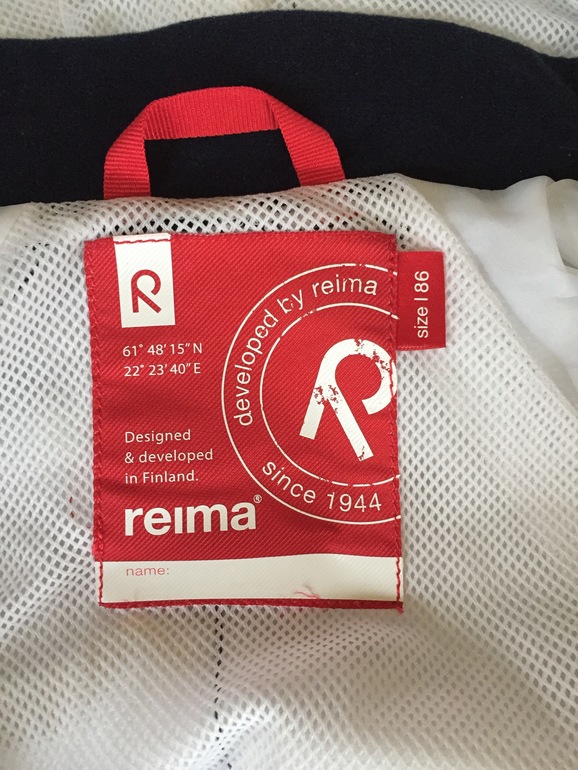 61° 48' 15" N
22° 23' 40" E
Designed
& developed
in Finland.
reima®
name:
developed by reima
since 1944
size | 86